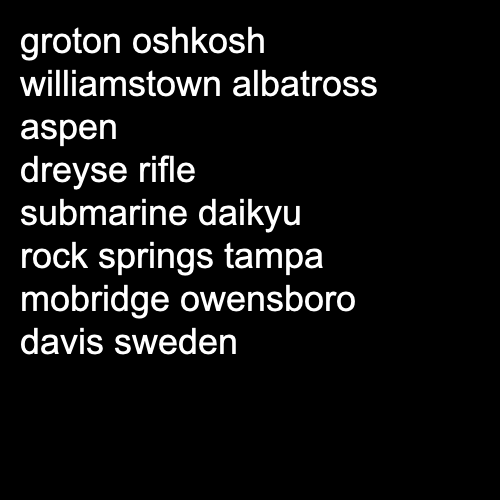 groton oshkosh
williamstown albatross
aspen
dreyse rifle
submarine daikyu
rock springs tampa
mobridge owensboro
davis sweden